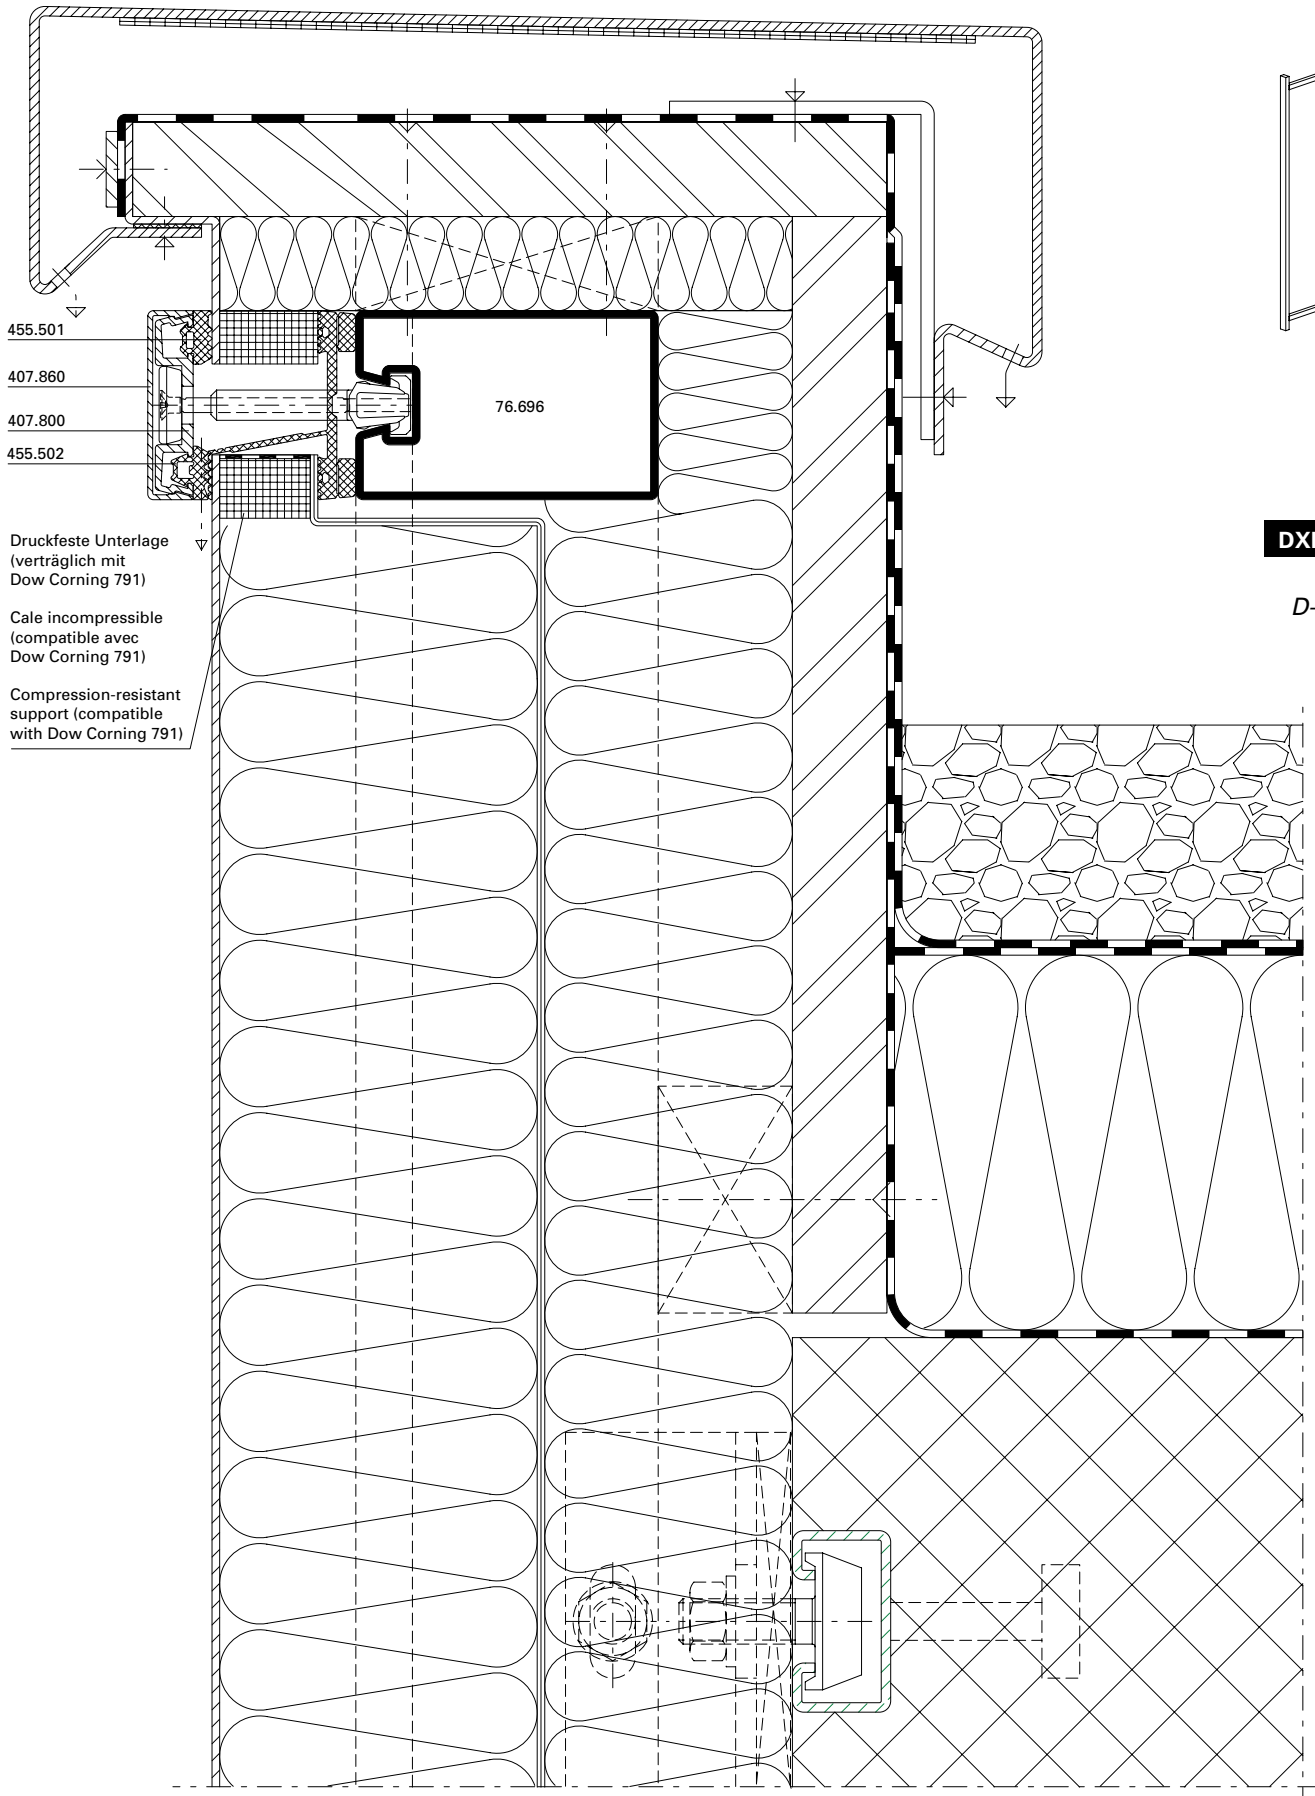 455.501
407.860
407.800
455.502
76.696
Druckfeste Unterlage
(verträglich mit
Dow Corning 791)
Cale incompressible
(compatible avec
Dow Corning 791)
Compression-resistant
support (compatible
with Dow Corning 791)
D-